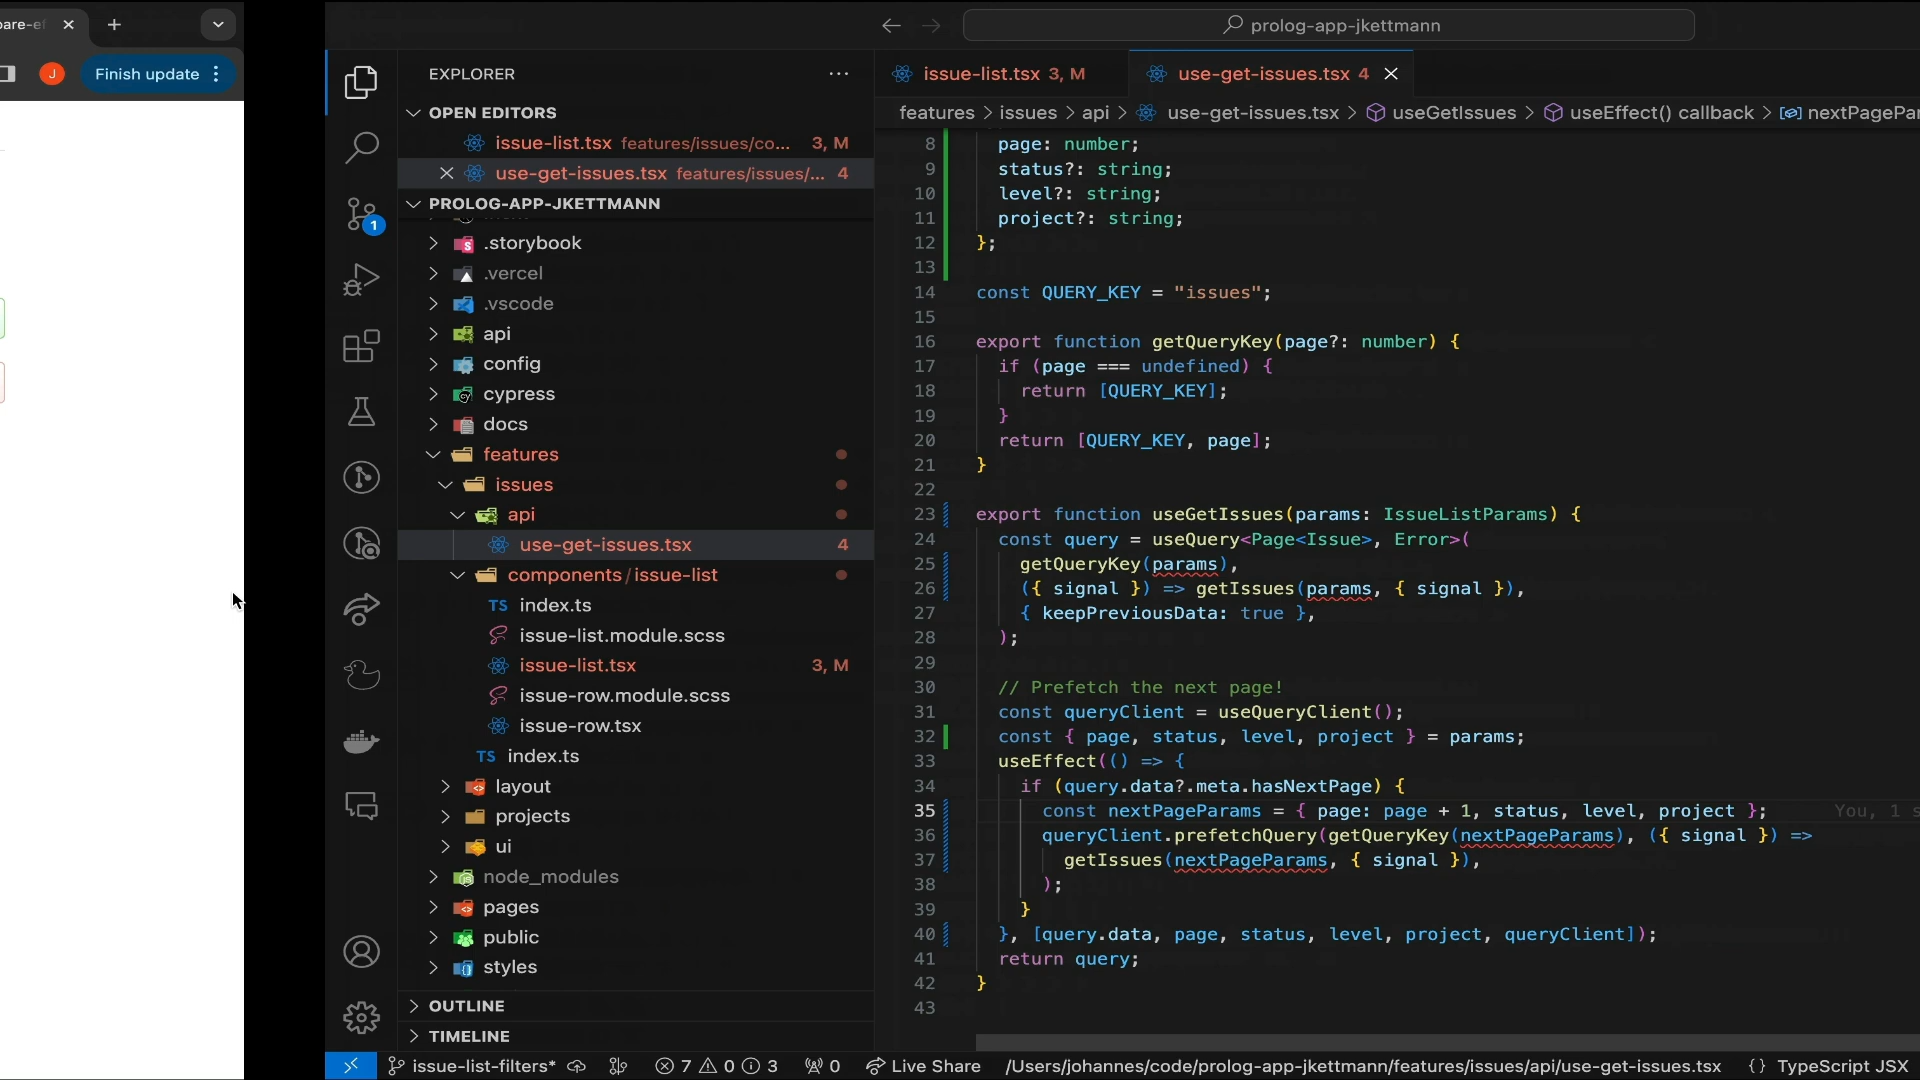 J
Finish update
prolog-app-jkettmann
EXPLORER
OPEN EDITORS
issue-list.tsx features/issues/co... 3, M
use-get-issues.tsx features/issues/... 4
PROLOG-APP-JKETTMANN
.storybook
.vercel
.vscode
api
config
cypress
docs
features
issues
api
use-get-issues.tsx 4
components/issue-list
TS index.ts
issue-list.module.scss
issue-list.tsx 3, M
issue-row.module.scss
issue-row.tsx
TS index.ts
layout
projects
ui
node_modules
pages
public
styles
OUTLINE
TIMELINE
1
issue-list.tsx 3, M
use-get-issues.tsx 4
features > issues > api > use-get-issues.tsx > useGetIssues > useEffect() callback > nextPagePar
8 page: number;
9 status?: string;
10 level?: string;
11 project?: string;
12 };
13
14 const QUERY_KEY = "issues";
15
16 export function getQueryKey(page?: number) {
17 if (page === undefined) {
18 return [QUERY_KEY];
19 }
20 return [QUERY_KEY, page];
21 }
22
23 export function useGetIssues(params: IssueListParams) {
24 const query = useQuery<Page<Issue>, Error>(
25 getQueryKey(params),
26 ({ signal }) => getIssues(params, { signal }),
27 { keepPreviousData: true },
28 );
29
30 // Prefetch the next page!
31 const queryClient = useQueryClient();
32 const { page, status, level, project } = params;
33 useEffect(() => {
34 if (query.data?.meta.hasNextPage) {
35 const nextPageParams = { page: page + 1, status, level, project }; You, 1 s
36 queryClient.prefetchQuery(getQueryKey(nextPageParams), ({ signal }) =>
37 getIssues(nextPageParams, { signal }),
38 );
39 }
40 }, [query.data, page, status, level, project, queryClient]);
41 return query;
42 }
43
issue-list-filters* 7 0 3 0 Live Share /Users/johannes/code/prolog-app-jkettmann/features/issues/api/use-get-issues.tsx {} TypeScript JSX